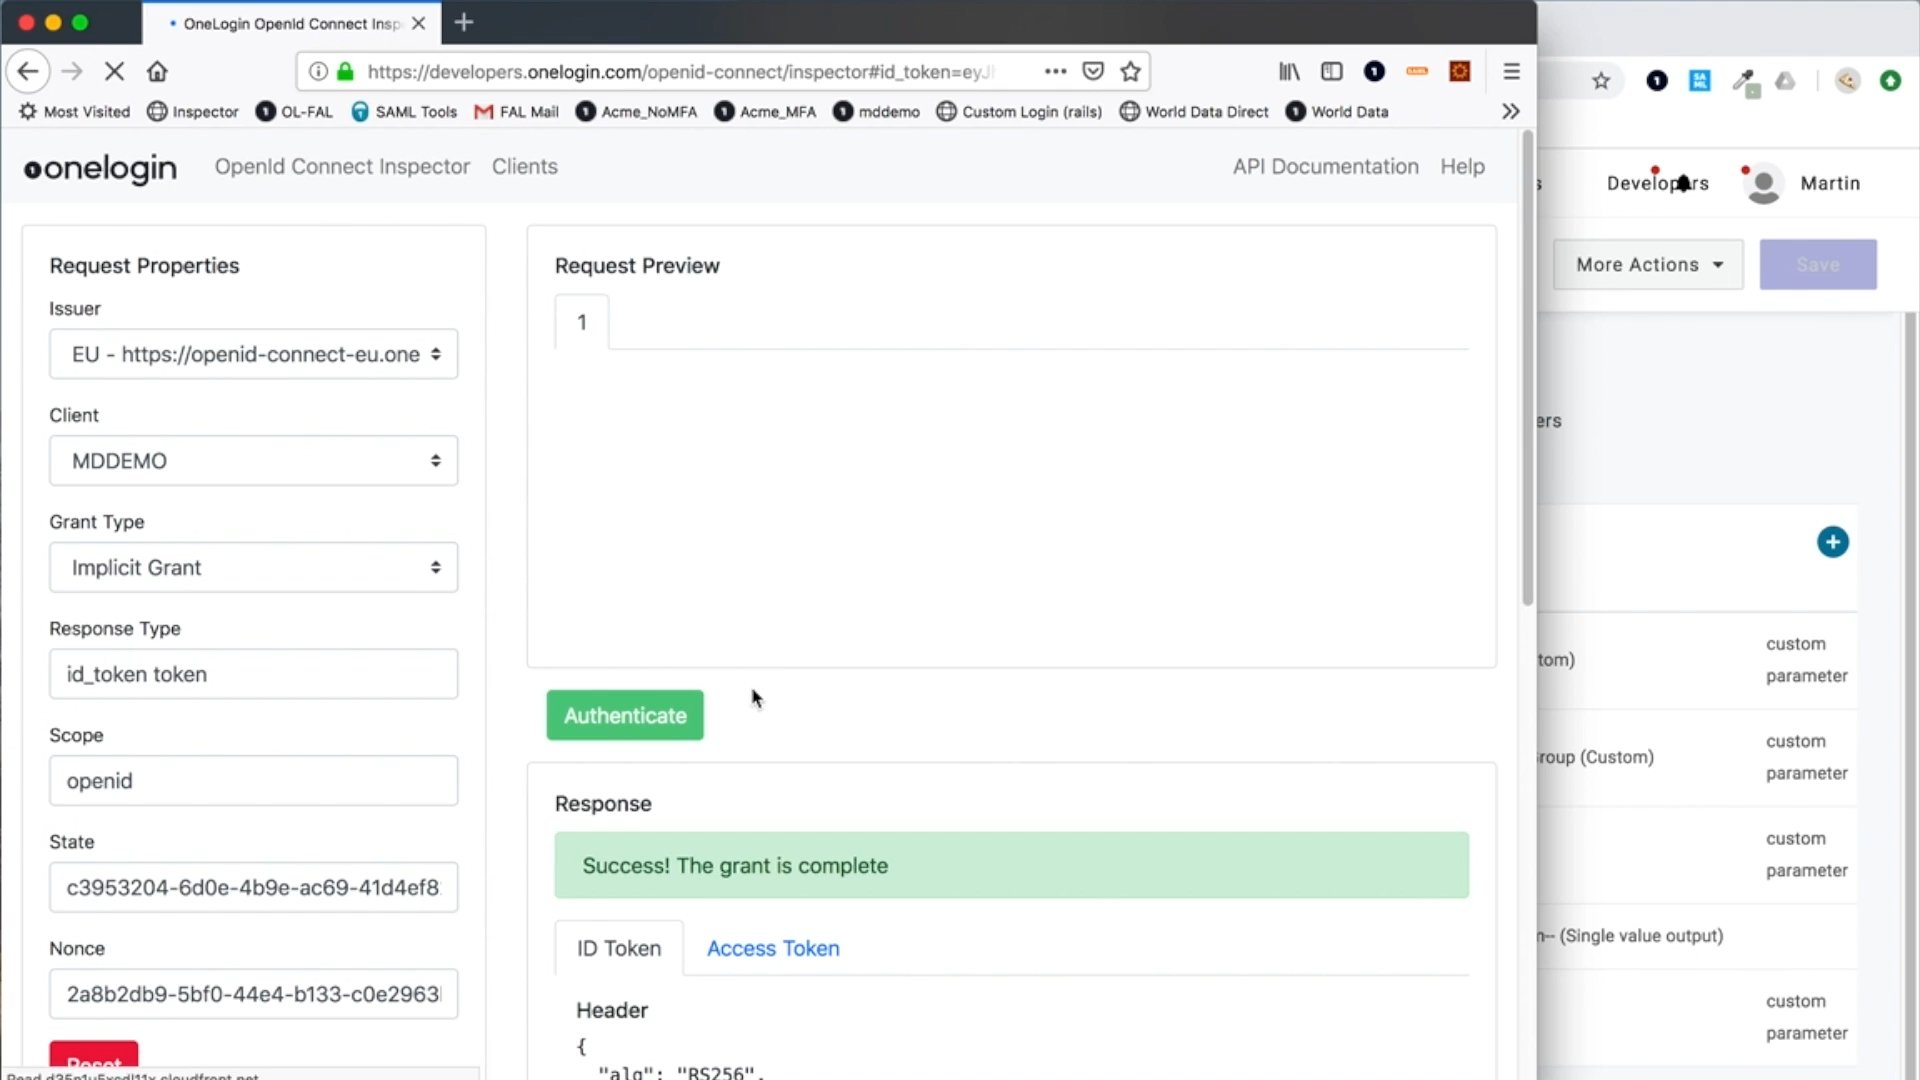 OneLogin OpenId Connect Insp
https://developers.onelogin.com/openid-connect/inspector#id_token=eyJ
Most Visited Inspector OL-FAL SAML Tools FAL Mail Acme_NoMFA Acme_MFA mddemo Custom Login (rails) World Data Direct World Data
onelogin OpenId Connect Inspector Clients API Documentation Help
Developers Martin
More Actions Save
Request Properties
Issuer
EU - https://openid-connect-eu.one
Client
MDDEMO
Grant Type
Implicit Grant
Response Type
id_token token
Scope
openid
State
c3953204-6d0e-4b9e-ac69-41d4ef8
Nonce
2a8b2db9-5bf0-44e4-b133-c0e2963
Reset
Request Preview
1
Authenticate
Response
Success! The grant is complete
ID Token Access Token
Header
{
"alg": "RS256",
ers
tom)
custom
parameter
roup (Custom)
custom
parameter
custom
parameter
(Single value output)
custom
parameter